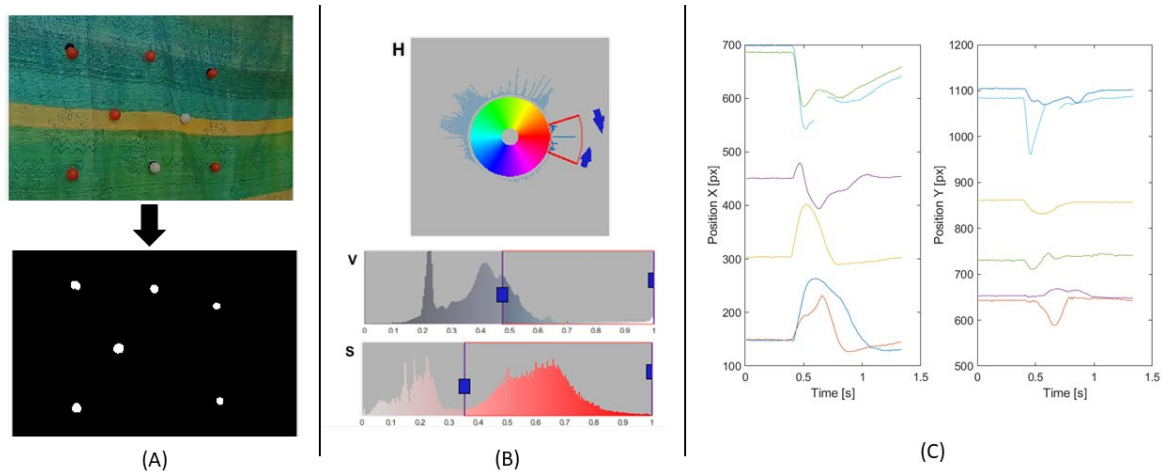 H
V
0 0.1 0.2 0.3 0.4 0.5 0.6 0.7 0.8 0.9 1
S
0 0.1 0.2 0.3 0.4 0.5 0.6 0.7 0.8 0.9 1
700
600
500
400
300
200
100
Position X [px]
0 0.5 1 1.5
Time [s]
1200
1100
1000
900
800
700
600
500
Position Y [px]
0 0.5 1 1.5
Time [s]
(A)
(B)
(C)